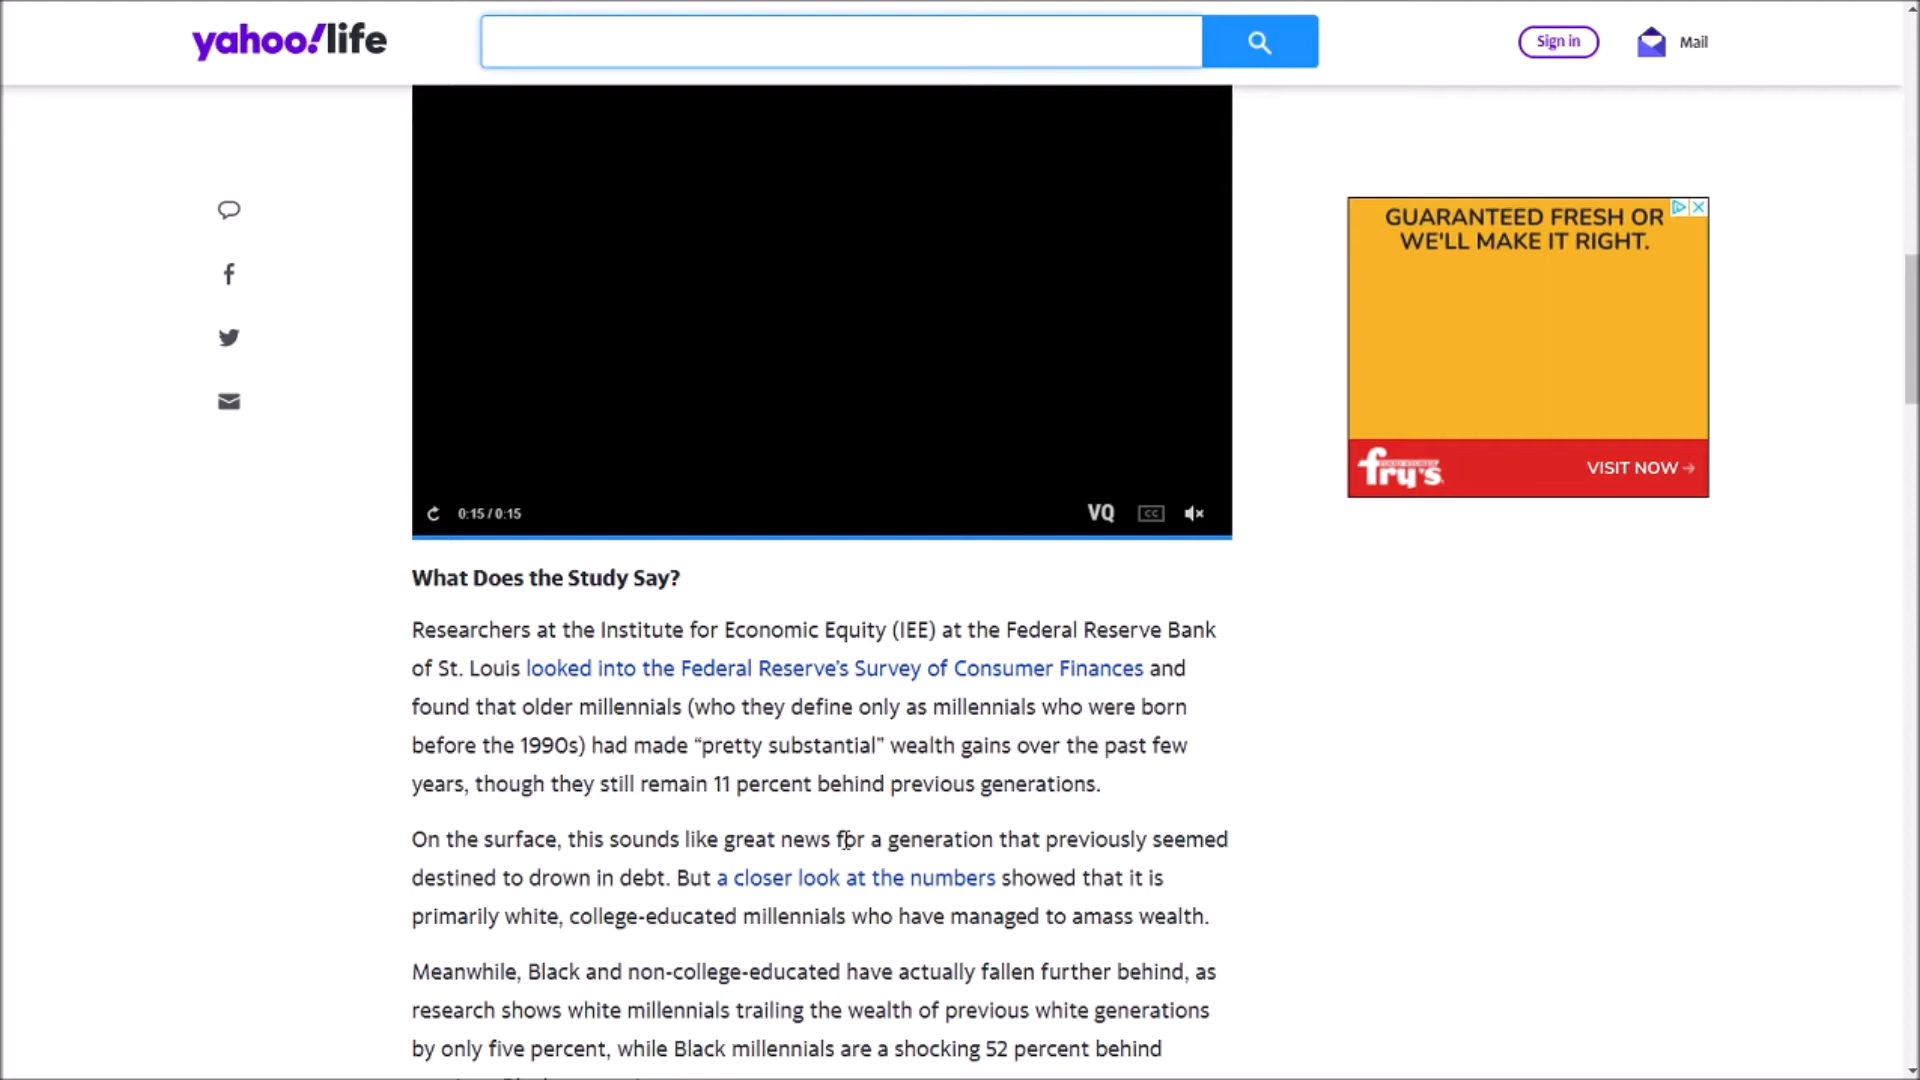 yahoo!life
Sign in
Mail
GUARANTEED FRESH OR
WE'LL MAKE IT RIGHT.
fry's
VISIT NOW →
0:15 / 0:15
VQ
CC
What Does the Study Say?
Researchers at the Institute for Economic Equity (IEE) at the Federal Reserve Bank
of St. Louis looked into the Federal Reserve’s Survey of Consumer Finances and
found that older millennials (who they define only as millennials who were born
before the 1990s) had made “pretty substantial” wealth gains over the past few
years, though they still remain 11 percent behind previous generations.
On the surface, this sounds like great news for a generation that previously seemed
destined to drown in debt. But a closer look at the numbers showed that it is
primarily white, college-educated millennials who have managed to amass wealth.
Meanwhile, Black and non-college-educated have actually fallen further behind, as
research shows white millennials trailing the wealth of previous white generations
by only five percent, while Black millennials are a shocking 52 percent behind